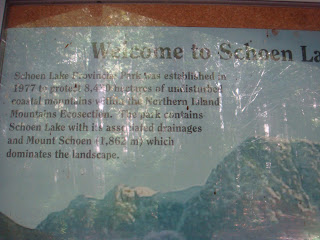 Welcome to Schoen La
Schoen Lake Provincial Park was established in
1977 to protect 8,430 hectares of undisturbed
coastal mountains within the Northern Island
Mountains Ecosection. The park contains
Schoen Lake with its associated drainages
and Mount Schoen (1,862 m) which
dominates the landscape.